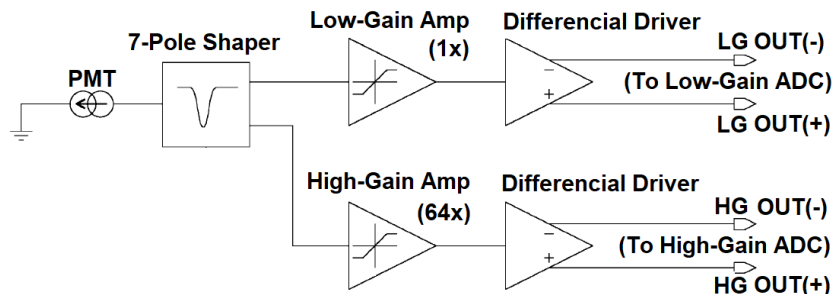 Low-Gain Amp
(1x)
Differencial Driver
7-Pole Shaper
PMT
LG OUT(-)
(To Low-Gain ADC)
LG OUT(+)
−
+
High-Gain Amp
(64x)
Differencial Driver
HG OUT(-)
(To High-Gain ADC)
HG OUT(+)
−
+